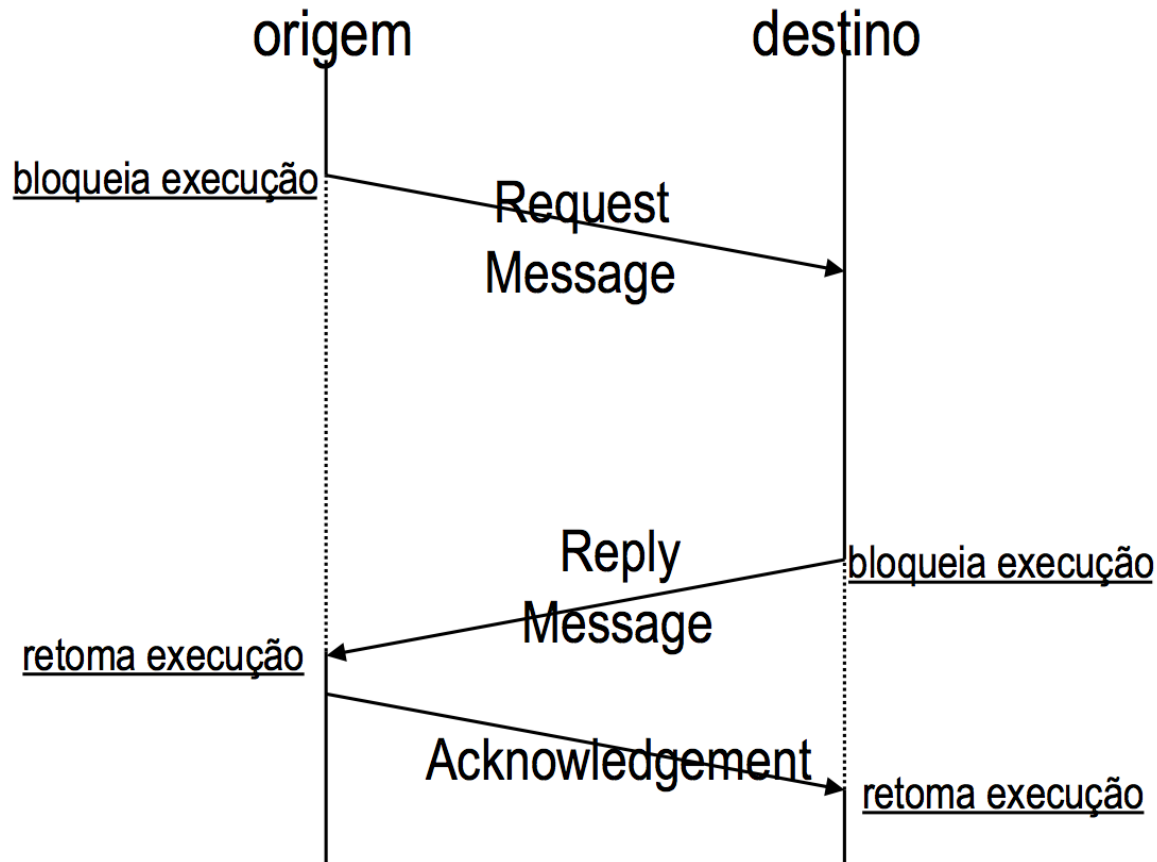 origem
destino
bloqueia execução
Request
Message
Reply
Message
bloqueia execução
retoma execução
Acknowledgement
retoma execução